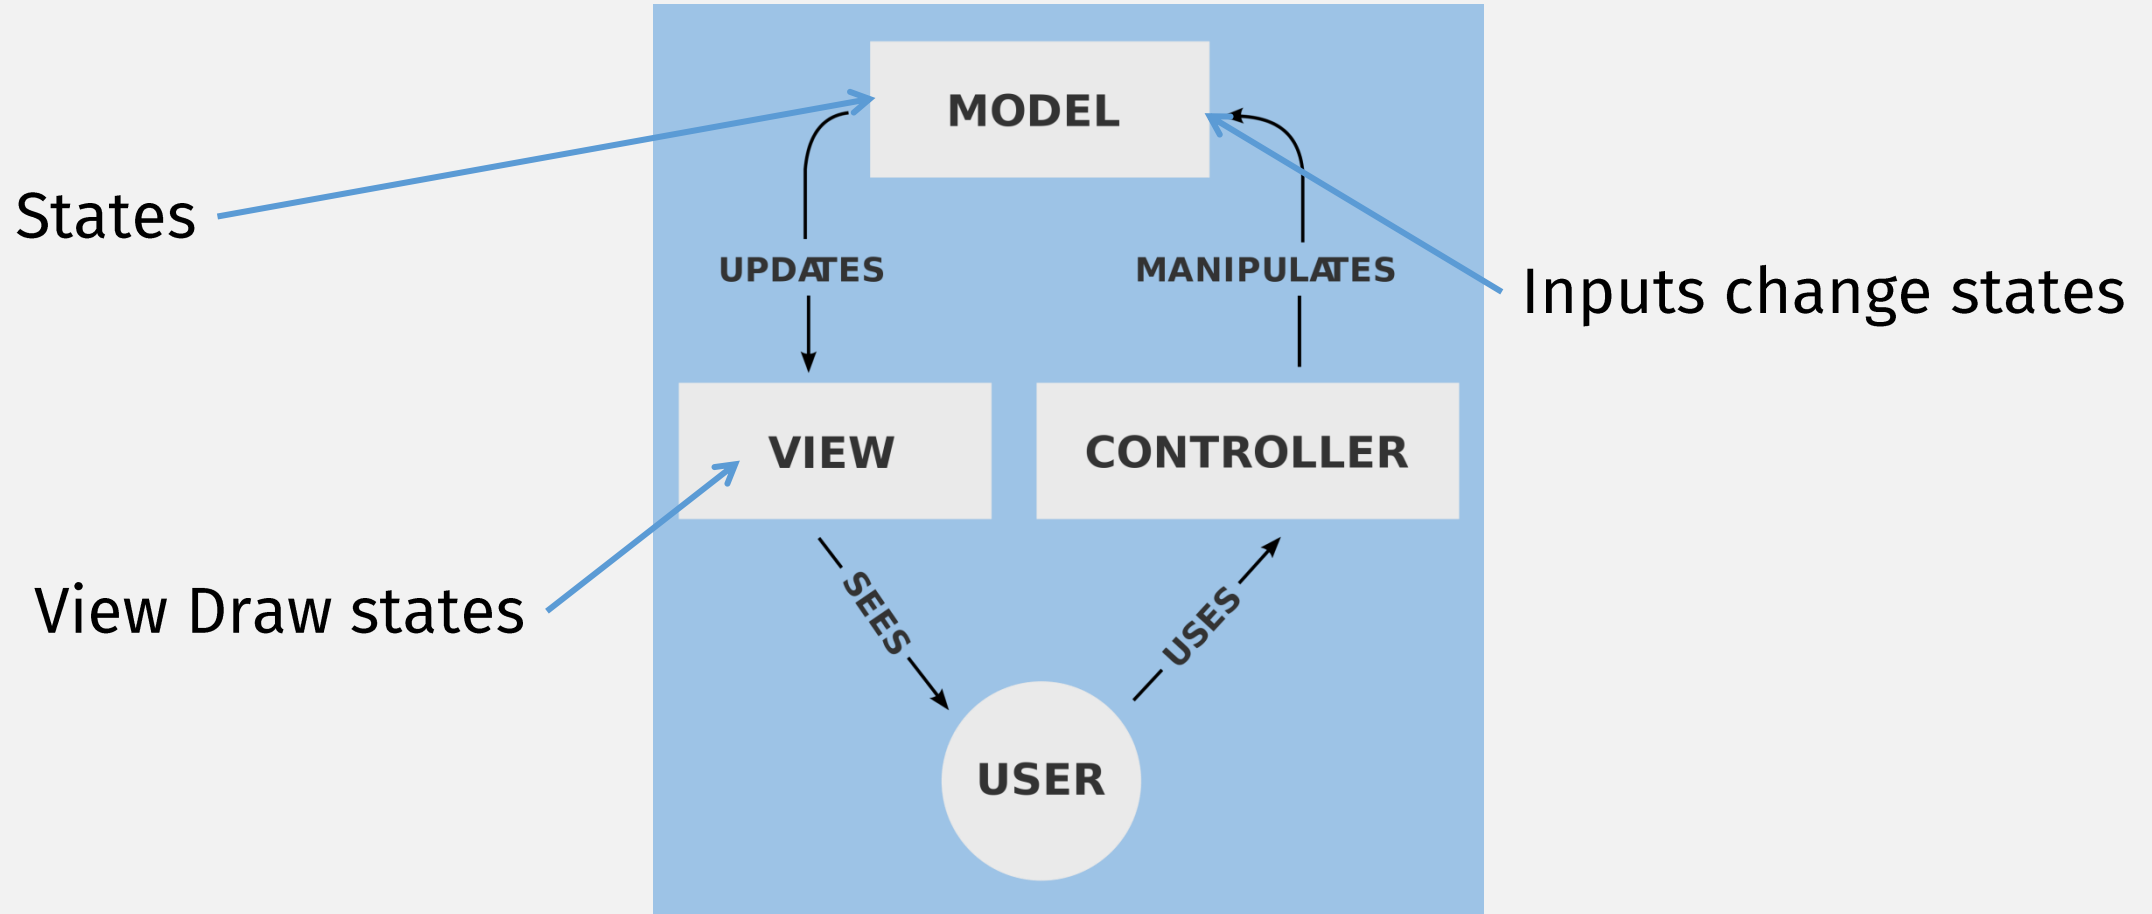 MODEL
States
UPDATES
MANIPULATES
Inputs change states
VIEW
CONTROLLER
View Draw states
SEES
USES
USER